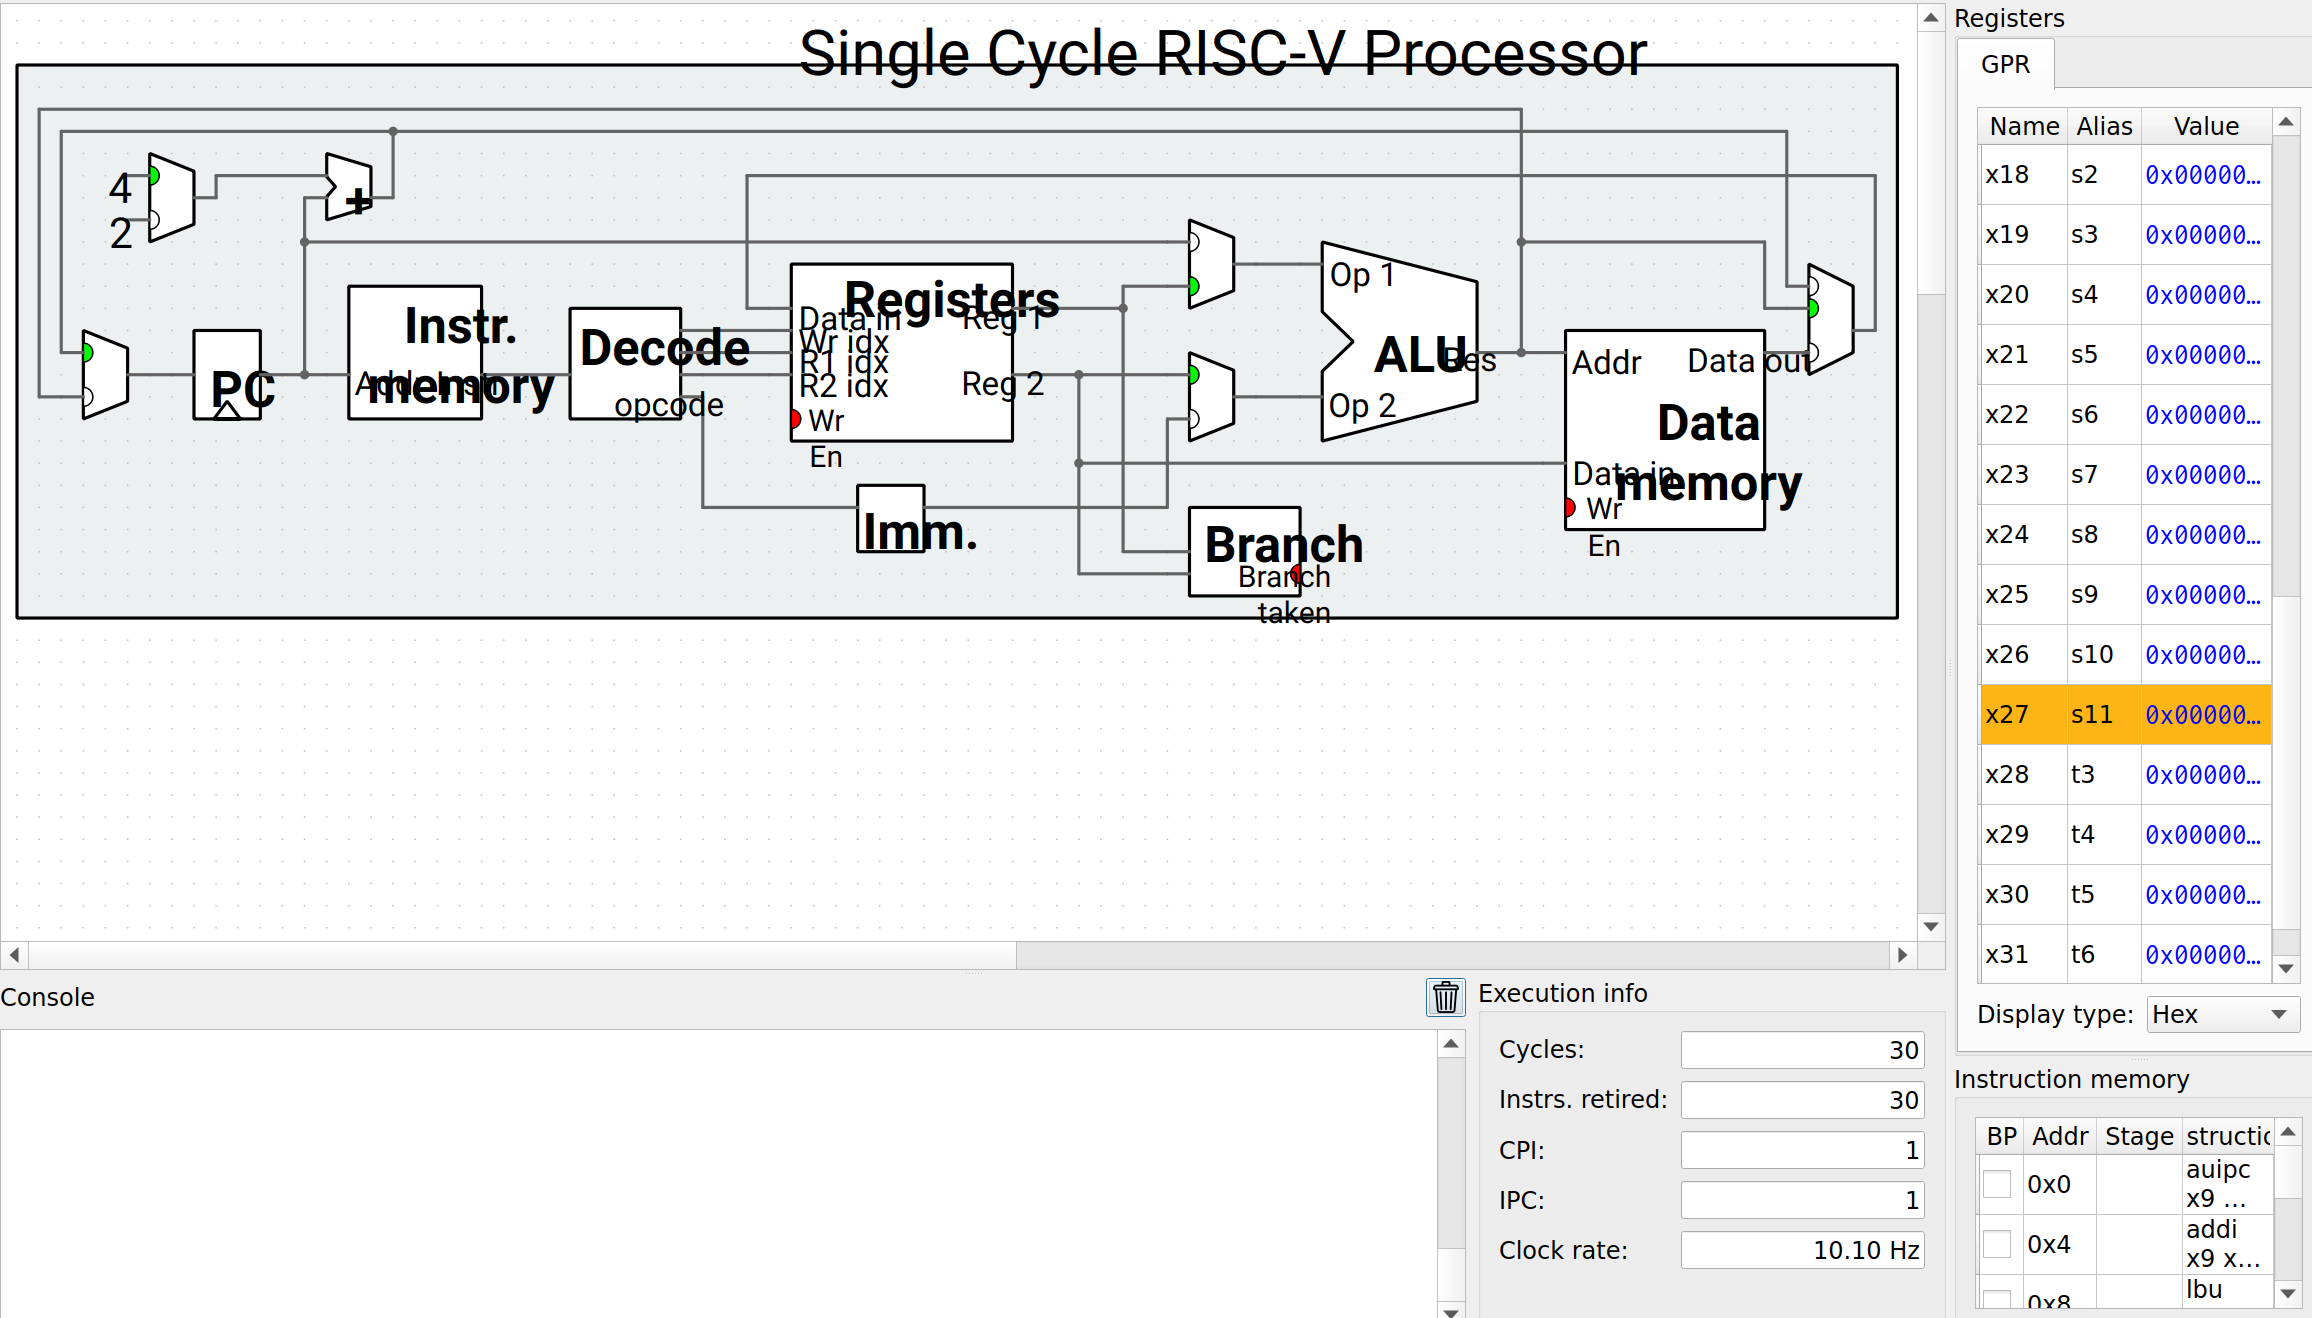 Single Cycle RISC-V Processor
4
2
+
PC
Instr.
memory
Addr
Decode
opcode
Registers
Data in
Wr idx
R1 idx
R2 idx
Wr
En
Reg 1
Reg 2
Imm.
Op 1
Op 2
ALU
Res
Branch
Branch
taken
Addr
Data out
Data
memory
Data in
Wr
En
Registers
GPR
Name Alias Value
x18 s2 0x00000...
x19 s3 0x00000...
x20 s4 0x00000...
x21 s5 0x00000...
x22 s6 0x00000...
x23 s7 0x00000...
x24 s8 0x00000...
x25 s9 0x00000...
x26 s10 0x00000...
x27 s11 0x00000...
x28 t3 0x00000...
x29 t4 0x00000...
x30 t5 0x00000...
x31 t6 0x00000...
Display type: Hex
Console
Execution info
Cycles: 30
Instrs. retired: 30
CPI: 1
IPC: 1
Clock rate: 10.10 Hz
Instruction memory
BP Addr Stage structic
0x0 auipc
x9 ...
0x4 addi
x9 x...
0x8 lbu